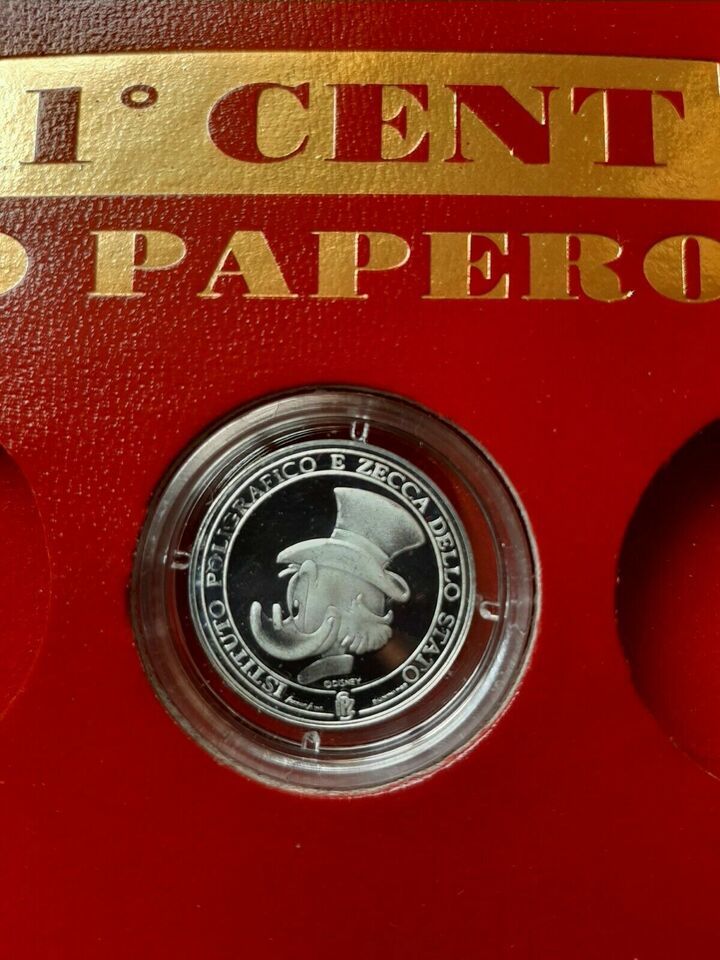 1° CENT
O PAPERO
ISTITUTO POLIGRAFICO E ZECCA DELLO STATO
©DISNEY